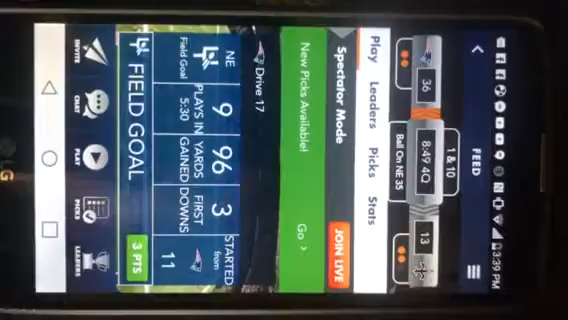 3:39 PM
FEED
1 & 10
36
8:49 4Q
13
Ball On NE 35
Play Leaders Picks Stats
Spectator Mode
JOIN LIVE
New Picks Available!
Go >
Drive 17
NE
Field Goal
9
PLAYS IN
5:30
96
YARDS
GAINED
3
FIRST
DOWNS
STARTED
from
11
FIELD GOAL
3 PTS
INVITE
CHAT
PLAY
PICKS
LEADERS
LG